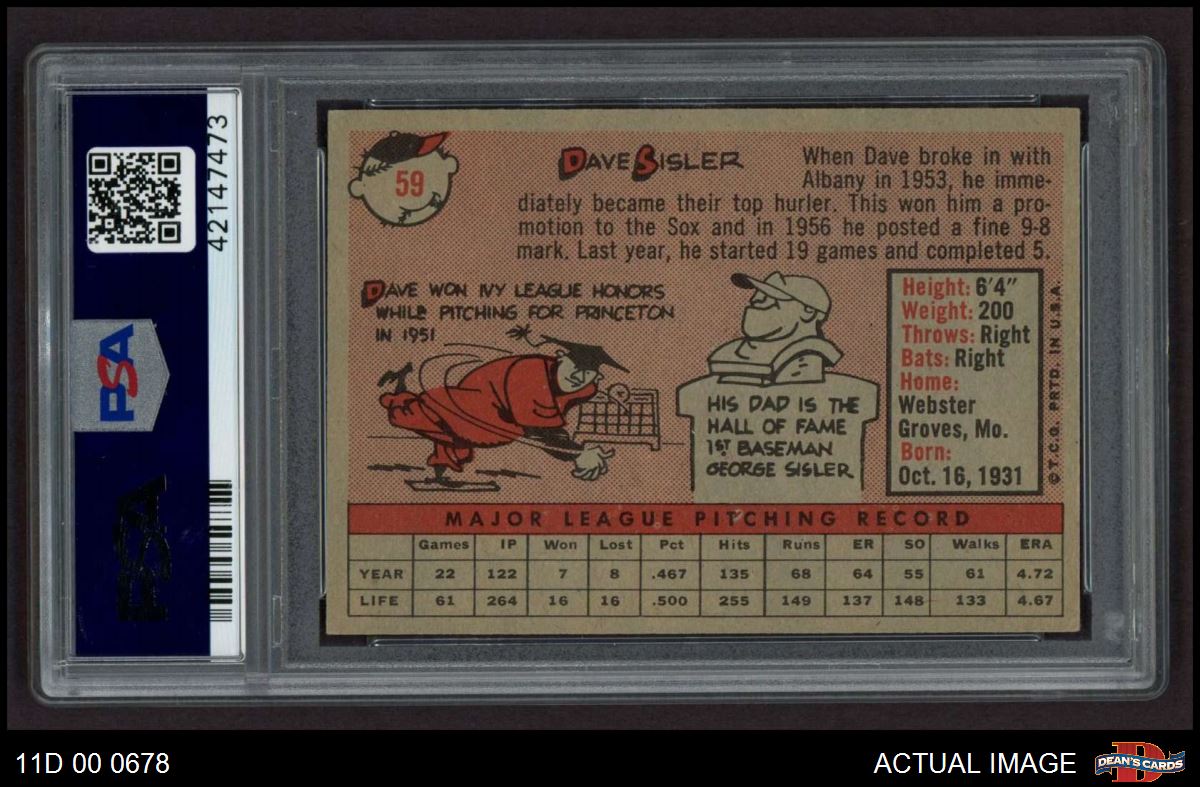 42147473
PSA
PSA
59
DAVE SISLER
When Dave broke in with
Albany in 1953, he imme-
diately became their top hurler. This won him a pro-
motion to the Sox and in 1956 he posted a fine 9-8
mark. Last year, he started 19 games and completed 5.
DAVE WON IVY LEAGUE HONORS
WHILE PITCHING FOR PRINCETON
IN 1951
HIS DAD IS THE
HALL OF FAME
1ST BASEMAN
GEORGE SISLER
Height: 6'4"
Weight: 200
Throws: Right
Bats: Right
Home:
Webster
Groves, Mo.
Born:
Oct. 16, 1931
© T.C.G. PRTD. IN U.S.A.
MAJOR LEAGUE PITCHING RECORD
Games IP Won Lost Pct Hits Runs ER SO Walks ERA
YEAR 22 122 7 8 .467 135 68 64 55 61 4.72
LIFE 61 264 16 16 .500 255 149 137 148 133 4.67
11D 00 0678
ACTUAL IMAGE
D
DEAN'S CARDS